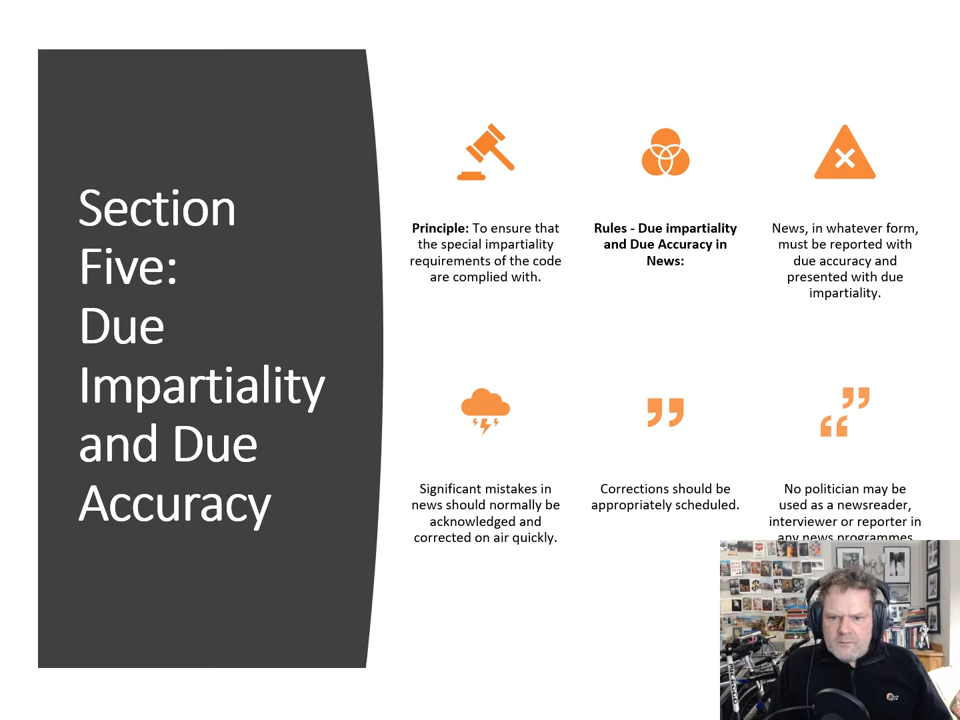 Section
Five:
Due
Impartiality
and Due
Accuracy
Principle: To ensure that
the special impartiality
requirements of the code
are complied with.
Rules - Due impartiality
and Due Accuracy in
News:
News, in whatever form,
must be reported with
due accuracy and
presented with due
impartiality.
Significant mistakes in
news should normally be
acknowledged and
corrected on air quickly.
Corrections should be
appropriately scheduled.
No politician may be
used as a newsreader,
interviewer or reporter in
any news programmes